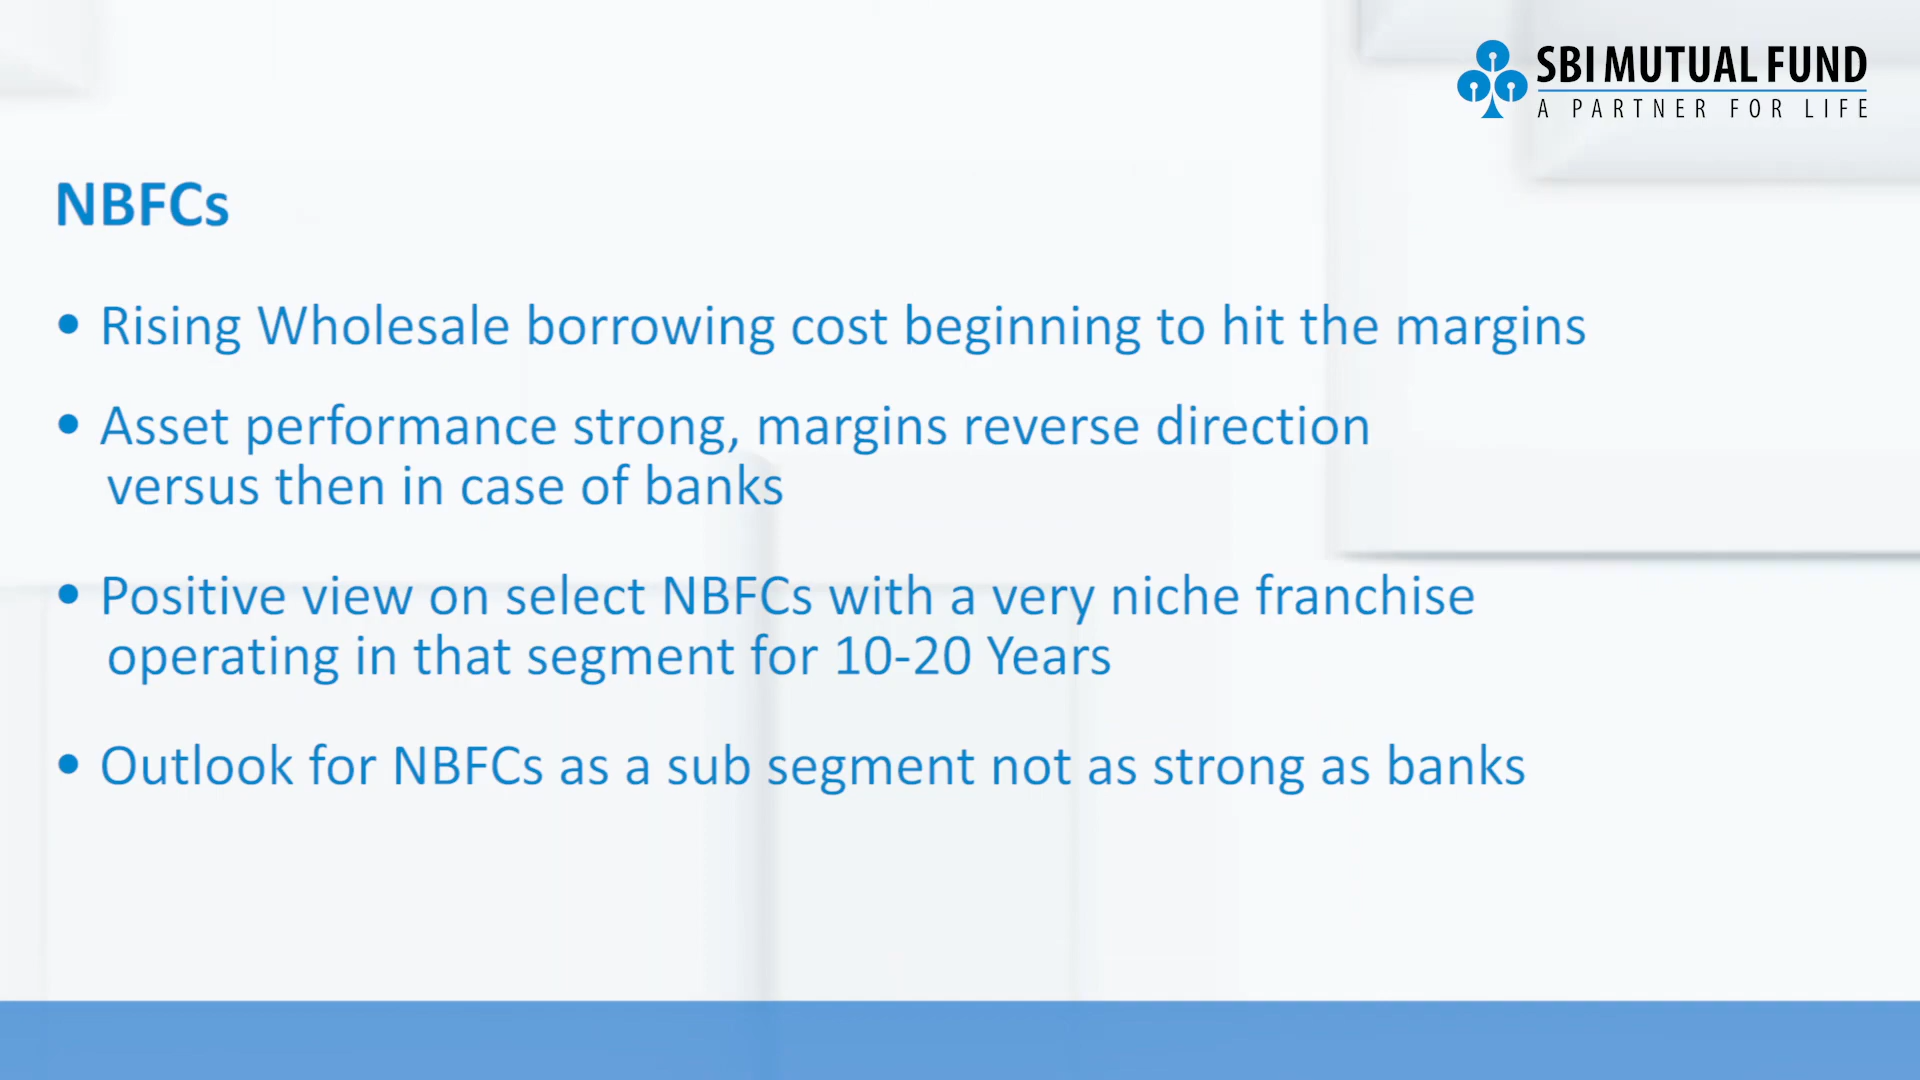 SBI MUTUAL FUND
A PARTNER FOR LIFE
NBFCs
• Rising Wholesale borrowing cost beginning to hit the margins
• Asset performance strong, margins reverse direction
versus then in case of banks
• Positive view on select NBFCs with a very niche franchise
operating in that segment for 10-20 Years
• Outlook for NBFCs as a sub segment not as strong as banks